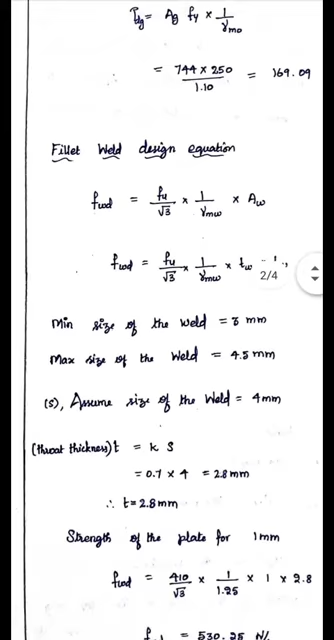 Tdg = Ag fy × 1/γmo
= 744 × 250 / 1.10 = 169.09
Fillet Weld design equation
fwd = fu/√3 × 1/γmw × Aw
fwd = fu/√3 × 1/γmw × tw
2/4
Min size of the weld = 3 mm
Max size of the weld = 4.5 mm
(S), Assume size of the weld = 4mm
(throat thickness) t = k S
= 0.7 × 4 = 2.8 mm
∴ t = 2.8 mm
Strength of the plate for 1mm
fwd = 410/√3 × 1/1.25 × 1 × 2.8
= 530.25 N/